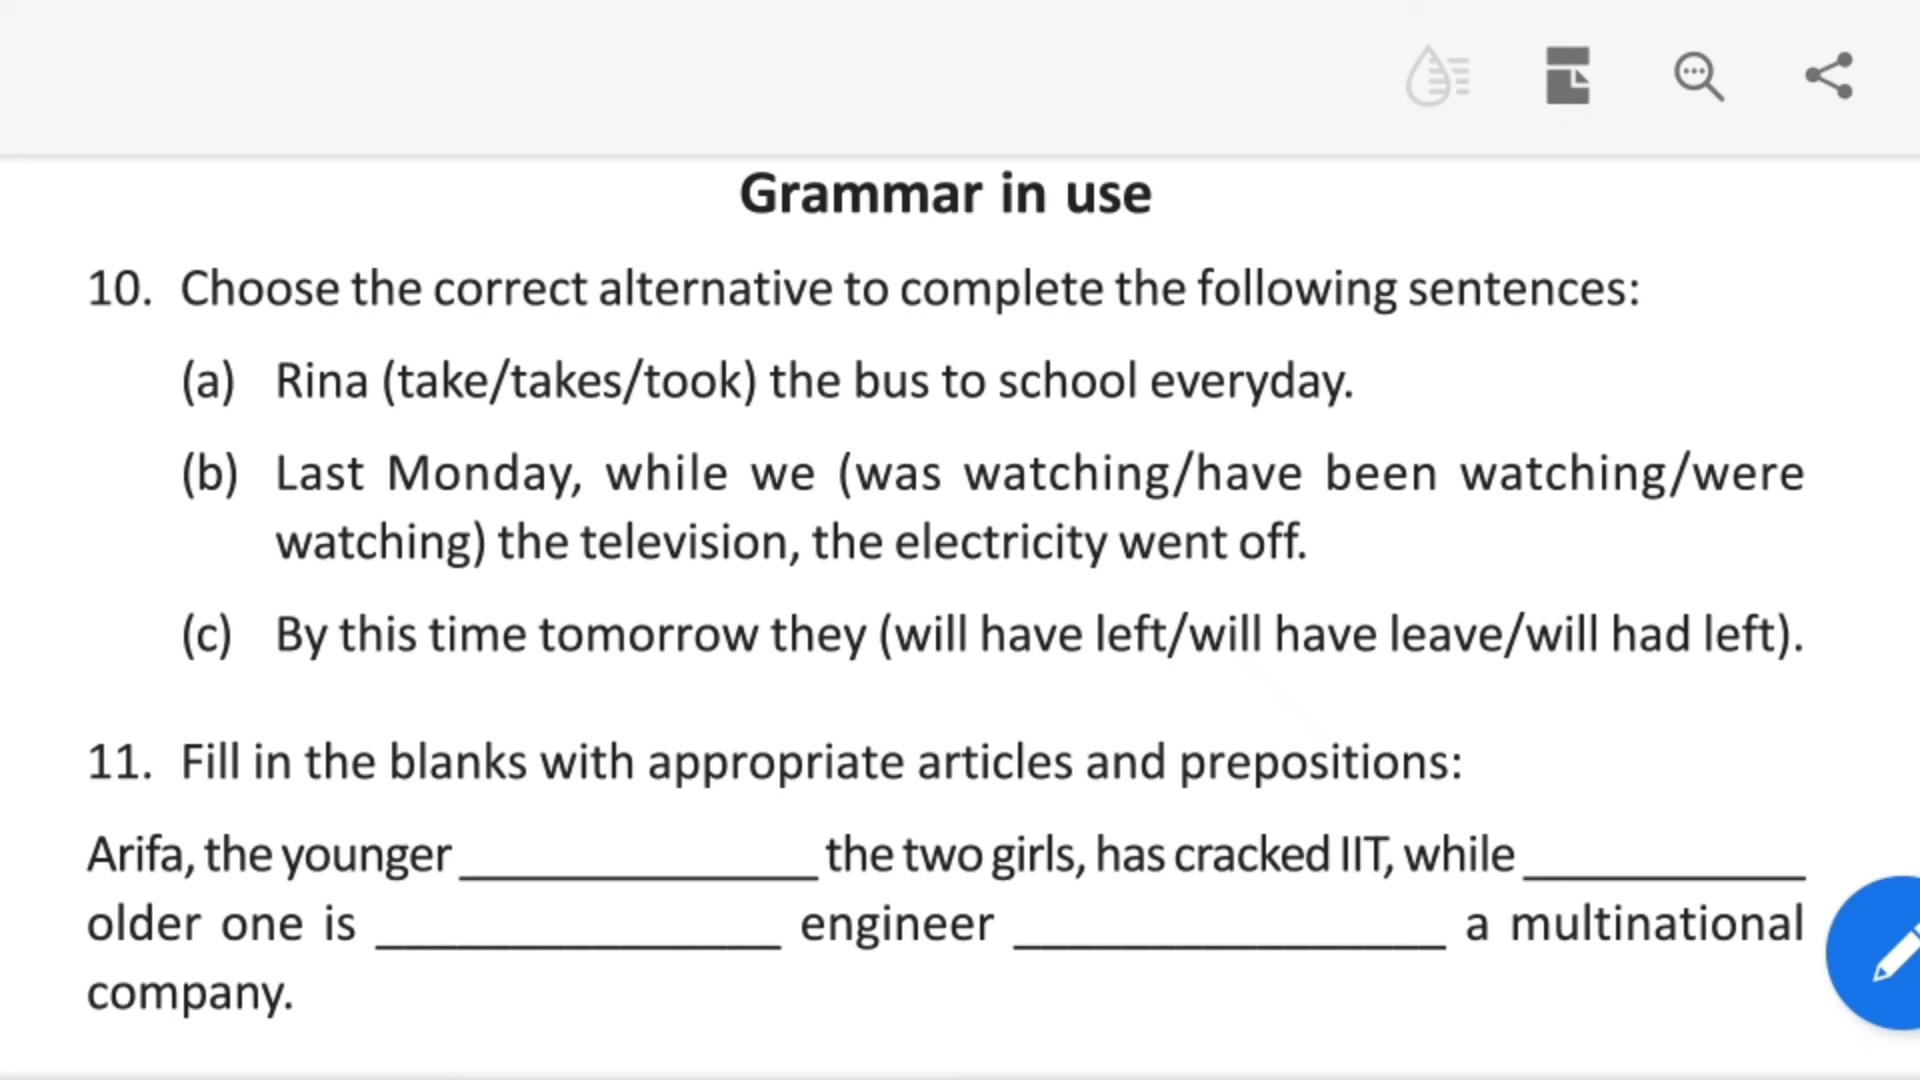 Grammar in use
10. Choose the correct alternative to complete the following sentences:
(a) Rina (take/takes/took) the bus to school everyday.
(b) Last Monday, while we (was watching/have been watching/were
watching) the television, the electricity went off.
(c) By this time tomorrow they (will have left/will have leave/will had left).
11. Fill in the blanks with appropriate articles and prepositions:
Arifa, the younger ______________ the two girls, has cracked IIT, while ___________
older one is ________________ engineer _________________ a multinational
company.